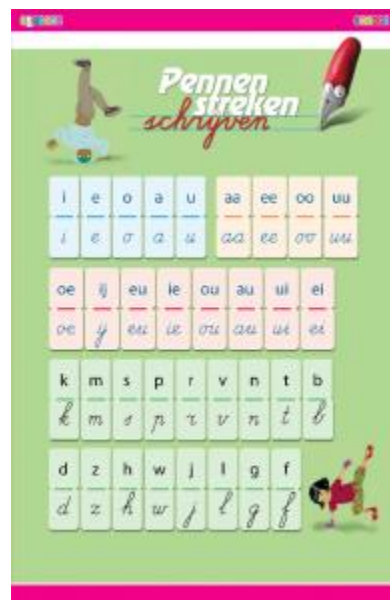 Pennen
streken
schrijven
i e o a u aa ee oo uu
i e o a u aa ee oo uu
oe ij eu ie ou au ui ei
oe ij eu ie ou au ui ei
k m s p r v n t b
k m s p r v n t b
d z h w j l g f
d z h w j l g f